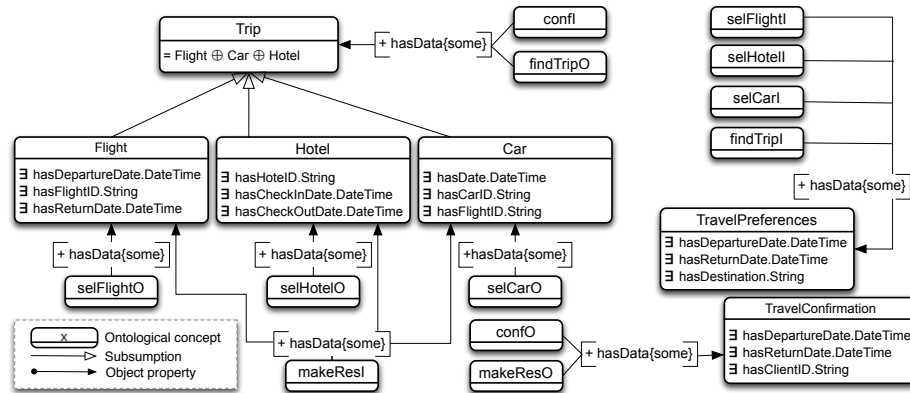 Trip
= Flight ⊕ Car ⊕ Hotel
+ hasData{some}
confI
findTripO
selFlightI
selHotelI
selCarI
findTripI
+ hasData{some}
Flight
∃ hasDepartureDate.DateTime
∃ hasFlightID.String
∃ hasReturnDate.DateTime
Hotel
∃ hasHotelID.String
∃ hasCheckInDate.DateTime
∃ hasCheckOutDate.DateTime
Car
∃ hasDate.DateTime
∃ hasCarID.String
∃ hasFlightID.String
TravelPreferences
∃ hasDepartureDate.DateTime
∃ hasReturnDate.DateTime
∃ hasDestination.String
+ hasData{some}
+ hasData{some}
+hasData{some}
selFlightO
selHotelO
selCarO
x Ontological concept
Subsumption
Object property
+ hasData{some}
makeResI
confO
makeResO
+ hasData{some}
TravelConfirmation
∃ hasDepartureDate.DateTime
∃ hasReturnDate.DateTime
∃ hasClientID.String